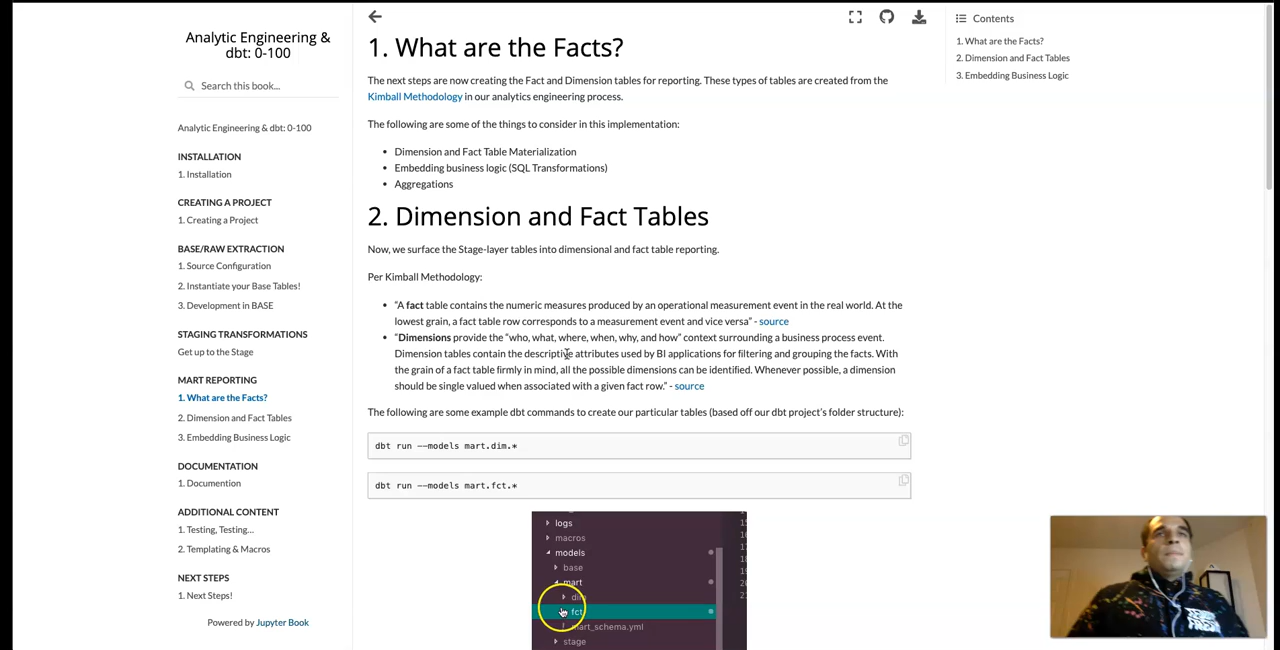 Analytic Engineering &
dbt: 0-100
Search this book...
Analytic Engineering & dbt: 0-100
INSTALLATION
1. Installation
CREATING A PROJECT
1. Creating a Project
BASE/RAW EXTRACTION
1. Source Configuration
2. Instantiate your Base Tables!
3. Development in BASE
STAGING TRANSFORMATIONS
Get up to the Stage
MART REPORTING
1. What are the Facts?
2. Dimension and Fact Tables
3. Embedding Business Logic
DOCUMENTATION
1. Documention
ADDITIONAL CONTENT
1. Testing, Testing...
2. Templating & Macros
NEXT STEPS
1. Next Steps!
Powered by Jupyter Book
1. What are the Facts?
The next steps are now creating the Fact and Dimension tables for reporting. These types of tables are created from the
Kimball Methodology in our analytics engineering process.
The following are some of the things to consider in this implementation:
• Dimension and Fact Table Materialization
• Embedding business logic (SQL Transformations)
• Aggregations
2. Dimension and Fact Tables
Now, we surface the Stage-layer tables into dimensional and fact table reporting.
Per Kimball Methodology:
• “A fact table contains the numeric measures produced by an operational measurement event in the real world. At the
lowest grain, a fact table row corresponds to a measurement event and vice versa” - source
• “Dimensions provide the “who, what, where, when, why, and how” context surrounding a business process event.
Dimension tables contain the descriptive attributes used by BI applications for filtering and grouping the facts. With
the grain of a fact table firmly in mind, all the possible dimensions can be identified. Whenever possible, a dimension
should be single valued when associated with a given fact row.” - source
The following are some example dbt commands to create our particular tables (based off our dbt project’s folder structure):
dbt run --models mart.dim.*
dbt run --models mart.fct.*
logs
macros
models
base
mart
dim
fct
mart_schema.yml
stage
Contents
1. What are the Facts?
2. Dimension and Fact Tables
3. Embedding Business Logic